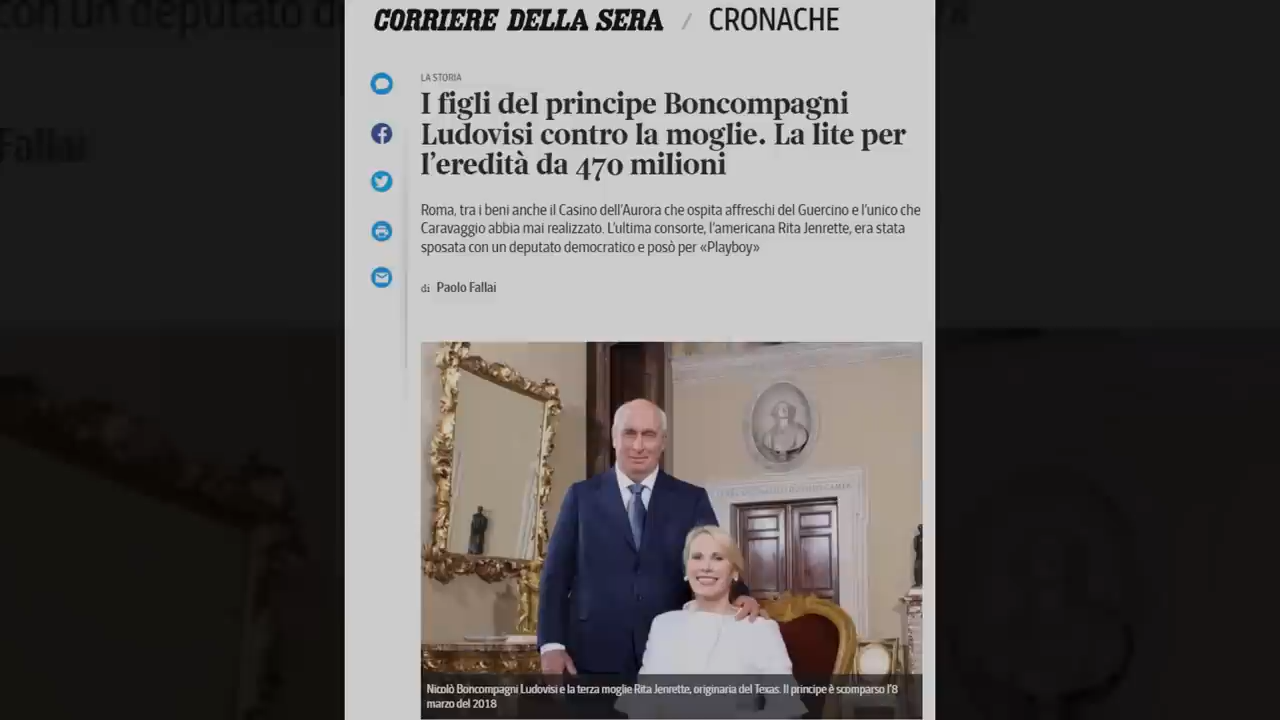 con un deputato d
Fallai
CORRIERE DELLA SERA / CRONACHE
LA STORIA
I figli del principe Boncompagni
Ludovisi contro la moglie. La lite per
l'eredità da 470 milioni
Roma, tra i beni anche il Casino dell'Aurora che ospita affreschi del Guercino e l'unico che
Caravaggio abbia mai realizzato. L'ultima consorte, l'americana Rita Jenrette, era stata
sposata con un deputato democratico e posò per «Playboy»
di Paolo Fallai
Nicolò Boncompagni Ludovisi e la terza moglie Rita Jenrette, originaria del Texas. Il principe è scomparso l'8
marzo del 2018